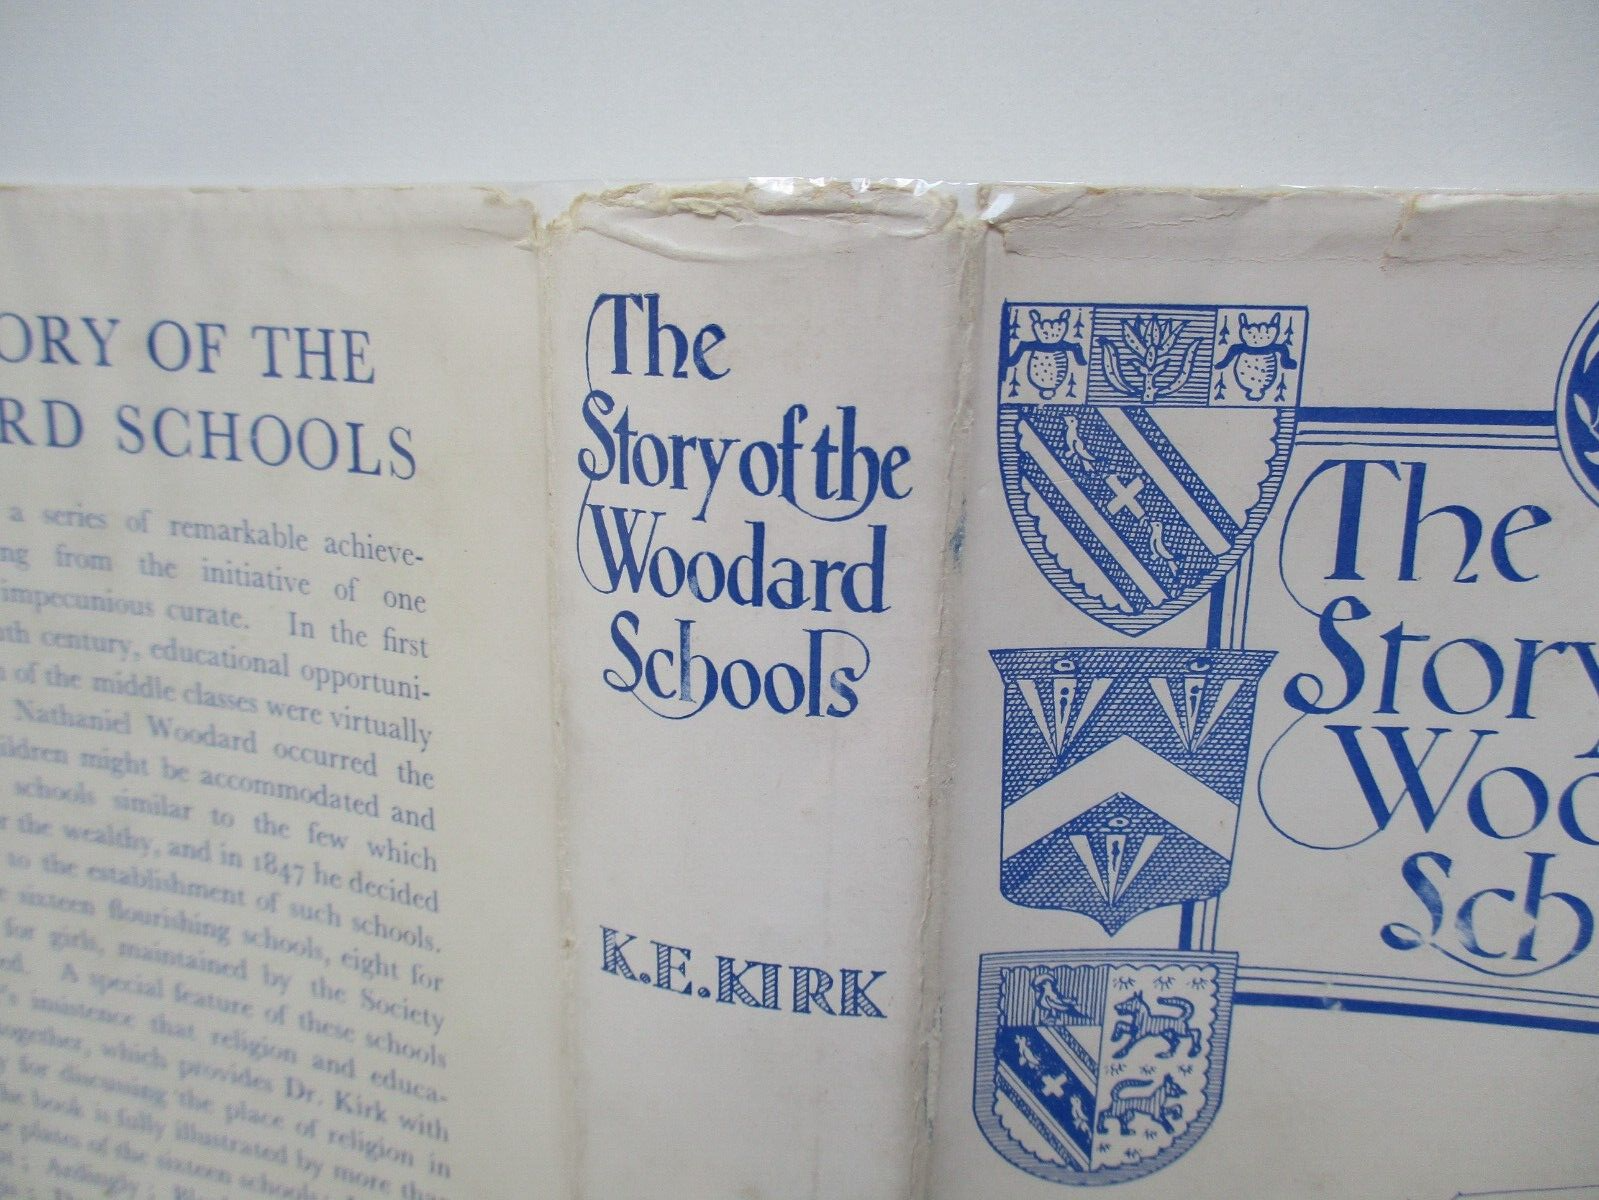 ORY OF THE
RD SCHOOLS
a series of remarkable achieve-
ng from the initiative of one
impecunious curate. In the first
nth century, educational opportuni-
n of the middle classes were virtually
Nathaniel Woodard occurred the
ildren might be accommodated and
schools similar to the few which
r the wealthy, and in 1847 he decided
to the establishment of such schools.
e sixteen flourishing schools, eight for
for girls, maintained by the Society
ed. A special feature of these schools
's insistence that religion and educa-
together, which provides Dr. Kirk with
y for discussing the place of religion in
he book is fully illustrated by more than
e plates of the sixteen schools
Ardingly
The
Story of the
Woodard
Schools
K.E.KIRK
The
Story
Woo
Sch